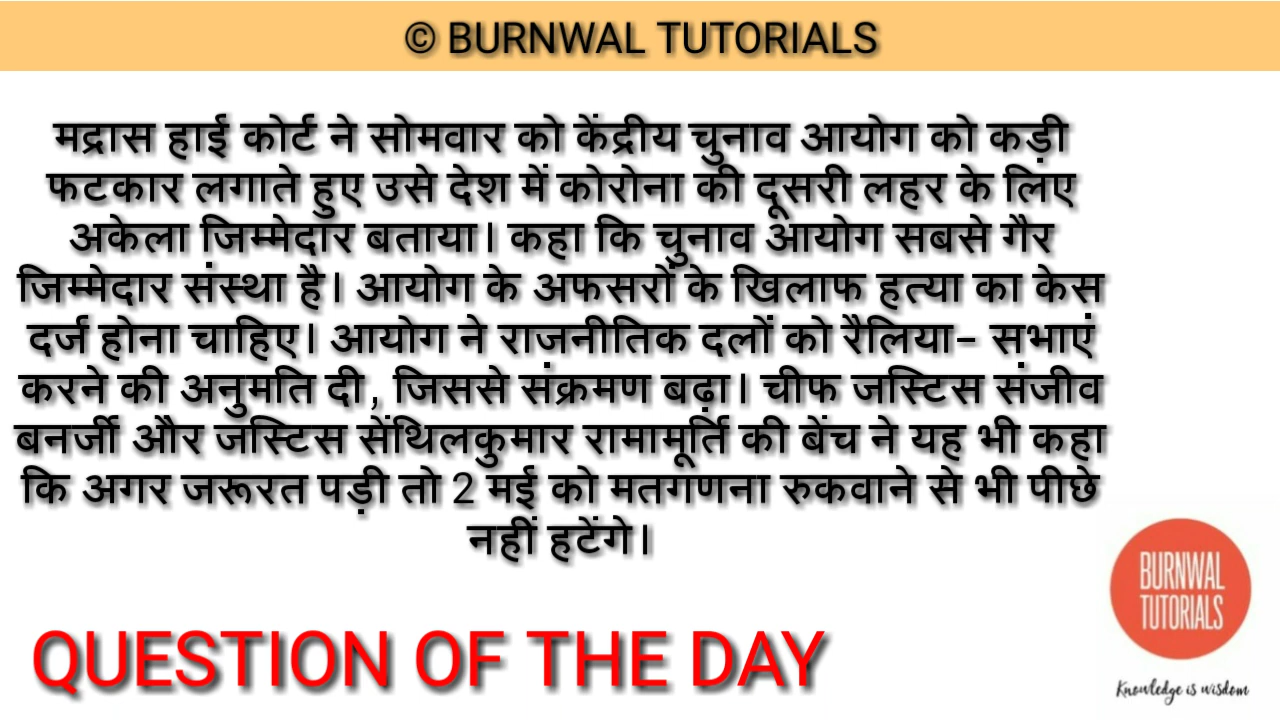 © BURNWAL TUTORIALS
मद्रास हाई कोर्ट ने सोमवार को केंद्रीय चुनाव आयोग को कड़ी
फटकार लगाते हुए उसे देश में कोरोना की दूसरी लहर के लिए
अकेला जिम्मेदार बताया। कहा कि चुनाव आयोग सबसे गैर
जिम्मेदार संस्था है। आयोग के अफसरों के खिलाफ हत्या का केस
दर्ज होना चाहिए। आयोग ने राजनीतिक दलों को रैलिया- सभाएं
करने की अनुमति दी, जिससे संक्रमण बढ़ा। चीफ जस्टिस संजीव
बनर्जी और जस्टिस सेंथिलकुमार रामामूर्ति की बेंच ने यह भी कहा
कि अगर जरूरत पड़ी तो 2 मई को मतगणना रुकवाने से भी पीछे
नहीं हटेंगे।
BURNWAL
TUTORIALS
Knowledge is wisdom
QUESTION OF THE DAY